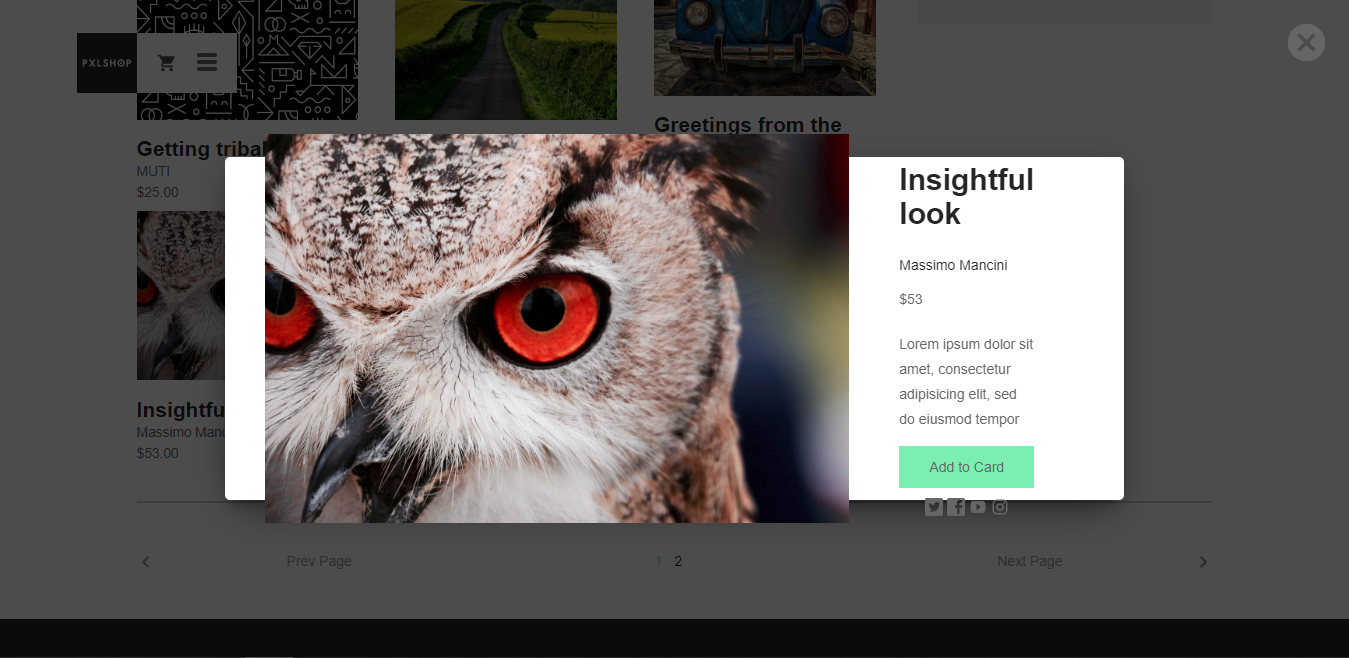 PXLSHOP
Greetings from the
Getting tribal
MUTI
$25.00
Insightful
look
Massimo Mancini
$53
Lorem ipsum dolor sit
amet, consectetur
adipisicing elit, sed
do eiusmod tempor
Add to Card
Insightfu
Massimo Manc
$53.00
Prev Page
1 2
Next Page